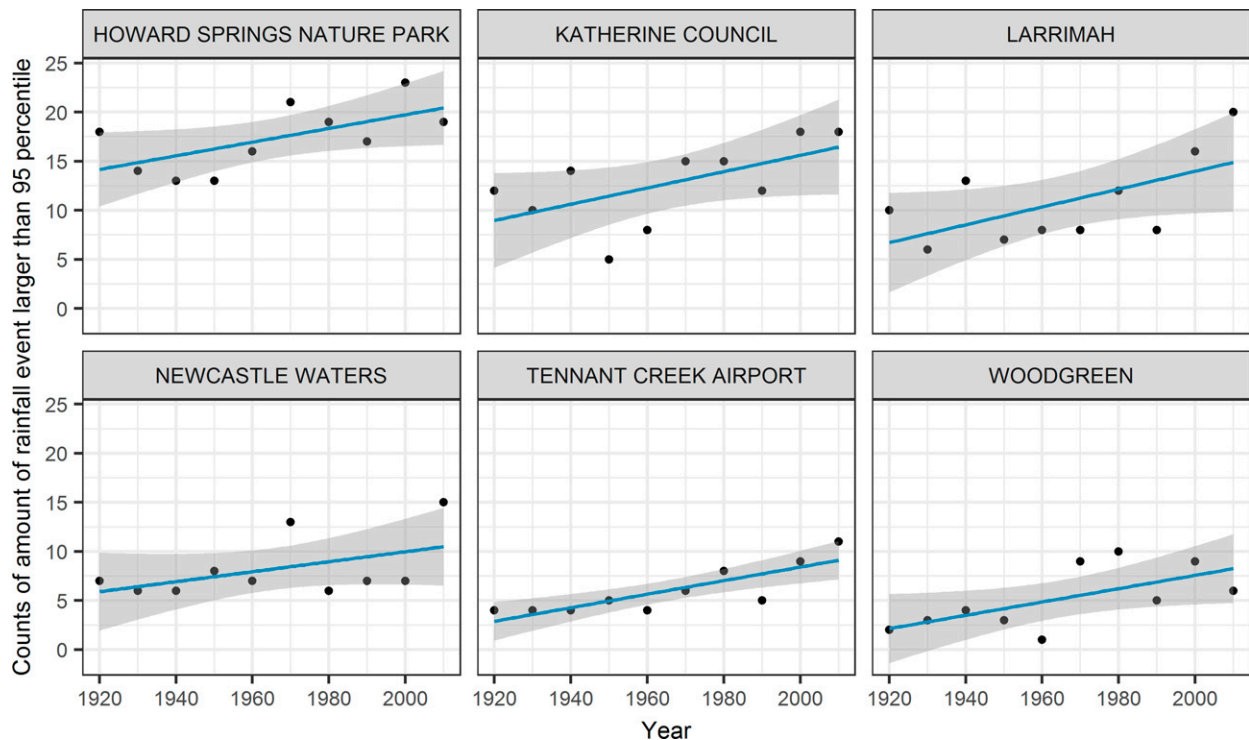 Counts of amount of rainfall event larger than 95 percentile
HOWARD SPRINGS NATURE PARK
KATHERINE COUNCIL
LARRIMAH
25
20
15
10
5
0
NEWCASTLE WATERS
TENNANT CREEK AIRPORT
WOODGREEN
25
20
15
10
5
0
1920 1940 1960 1980 2000
1920 1940 1960 1980 2000
1920 1940 1960 1980 2000
Year